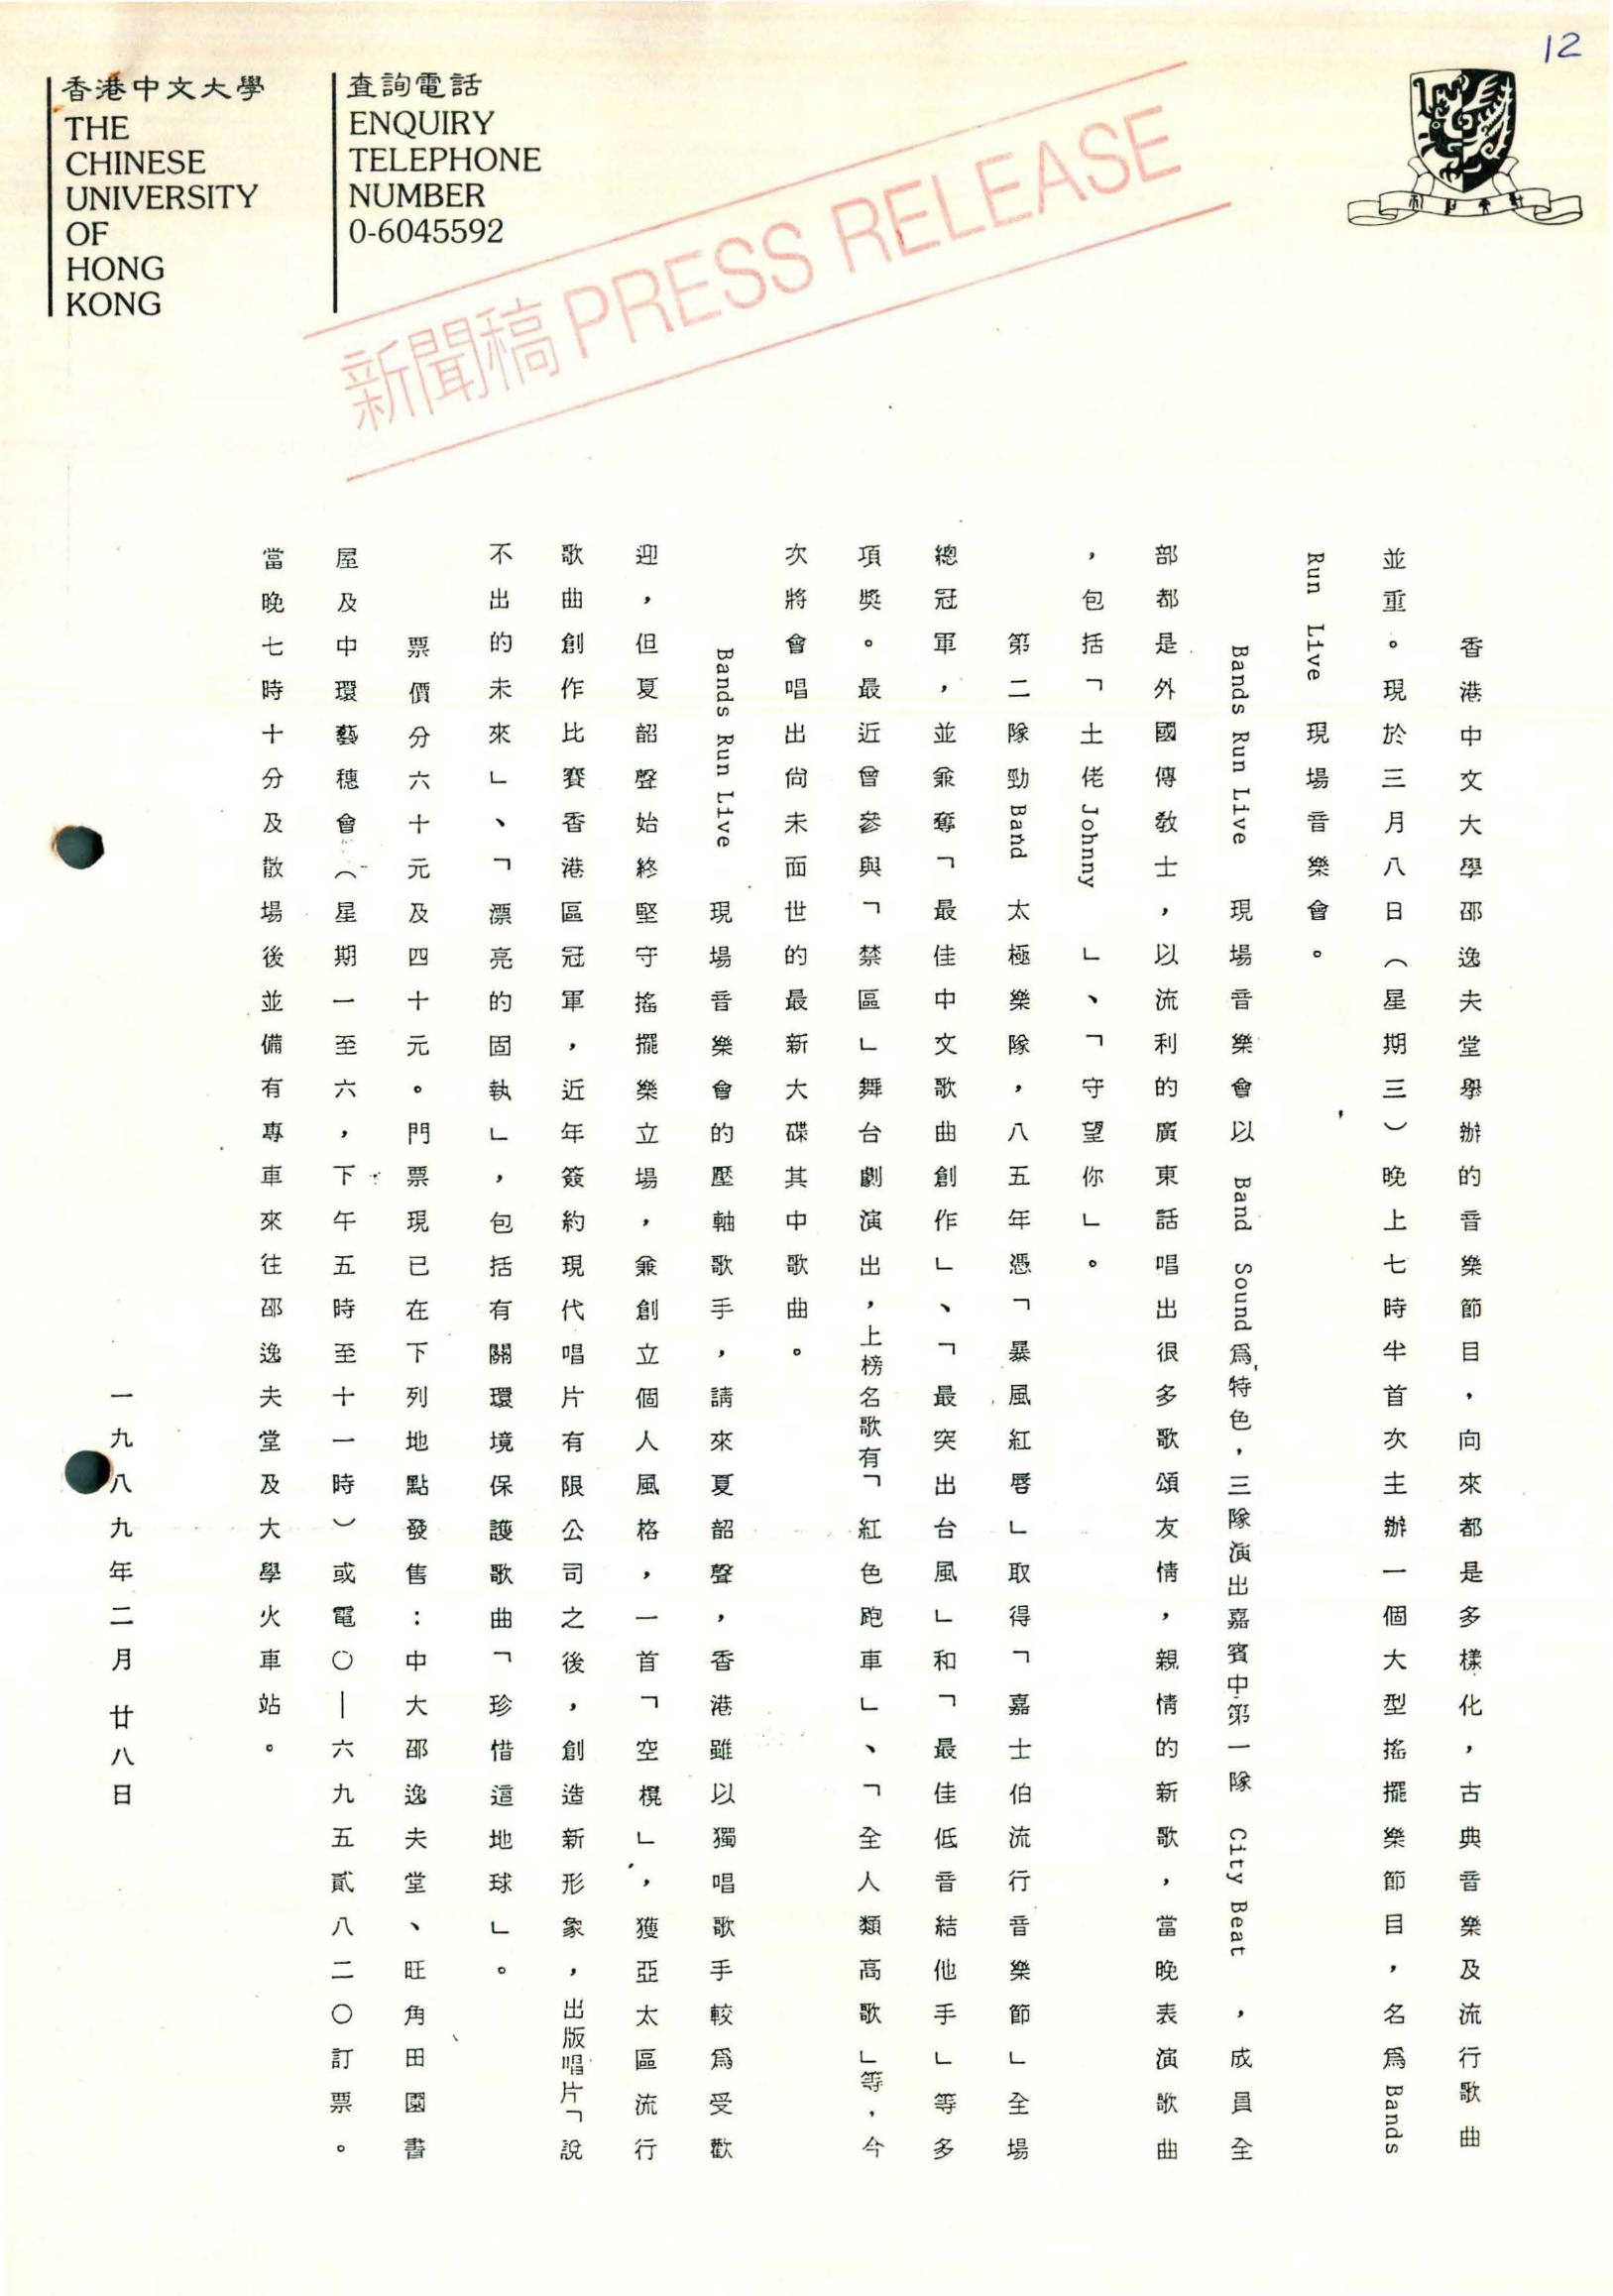 12
香港中文大學
THE
CHINESE
UNIVERSITY
OF
HONG
KONG
查詢電話
ENQUIRY
TELEPHONE
NUMBER
0-6045592
新聞稿 PRESS RELEASE
香港中文大學邵逸夫堂舉辦的音樂節目，向來都是多樣化，古典音樂及流行歌曲
並重。現於三月八日（星期三）晚上七時半首次主辦一個大型搖擺樂節目，名為 Bands
Run Live 現場音樂會。
Bands Run Live 現場音樂會以 Band Sound 為特色，三隊演出嘉賓中第一隊 City Beat ，成員全
部都是外國傳教士，以流利的廣東話唱出很多歌頌友情，親情的新歌，當晚表演歌曲
，包括「土佬 Johnny 」、「守望你」。
第二隊勁 Band 太極樂隊，八五年憑「暴風紅唇」取得「嘉士伯流行音樂節」全場
總冠軍，並兼奪「最佳中文歌曲創作」、「最突出台風」和「最佳低音結他手」等多
項獎。最近曾參與「禁區」舞台劇演出，上榜名歌有「紅色跑車」、「全人類高歌」等，今
次將會唱出尚未面世的最新大碟其中歌曲。
Bands Run Live 現場音樂會的壓軸歌手，請來夏韶聲，香港雖以獨唱歌手較為受歡
迎，但夏韶聲始終堅守搖擺樂立場，兼創立個人風格，一首「空櫈」，獲亞太區流行
歌曲創作比賽香港區冠軍，近年簽約現代唱片有限公司之後，創造新形象，出版唱片「說
不出的未來」、「漂亮的固執」，包括有關環境保護歌曲「珍惜這地球」。
票價分六十元及四十元。門票現已在下列地點發售：中大邵逸夫堂、旺角田園書
屋及中環藝穗會（星期一至六，下午五時至十一時）或電〇—六九五貳八二〇訂票。
當晚七時十分及散場後並備有專車來往邵逸夫堂及大學火車站。
一九八九年二月廿八日